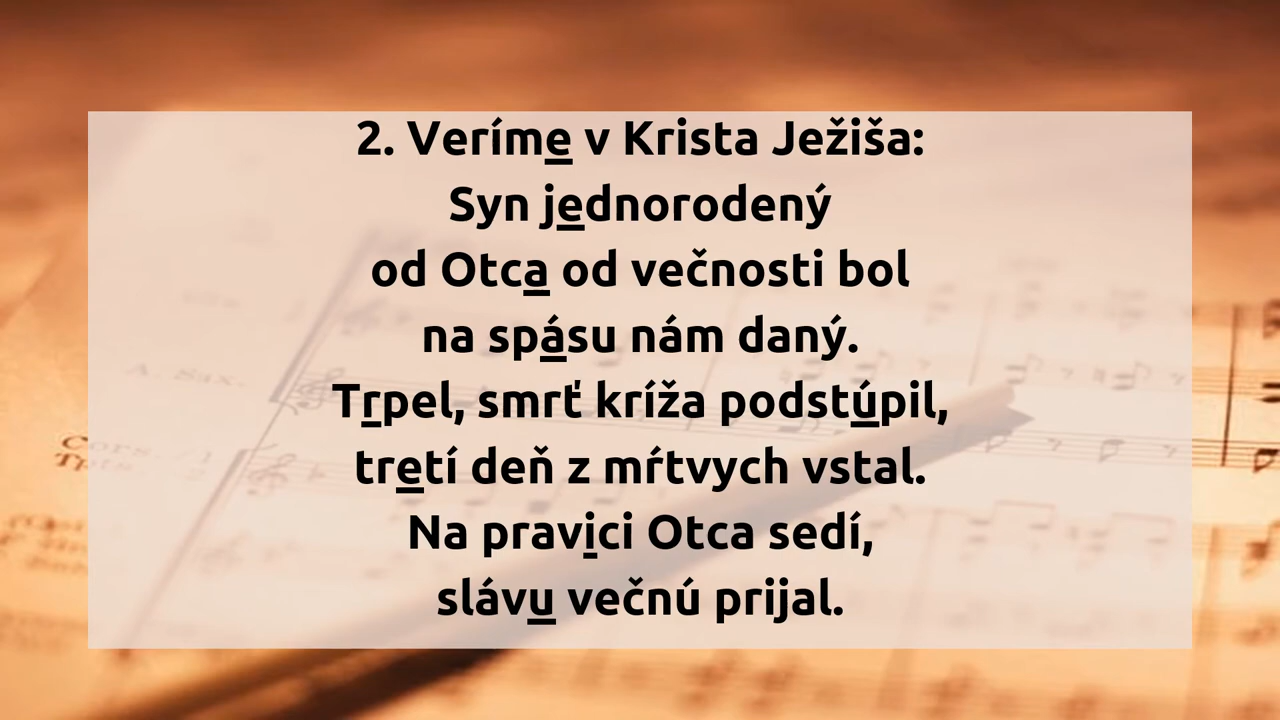 2. Veríme v Krista Ježiša:
Syn jednorodený
od Otca od večnosti bol
na spásu nám daný.
Trpel, smrť kríža podstúpil,
tretí deň z mŕtvych vstal.
Na pravici Otca sedí,
slávu večnú prijal.
A. Sax.